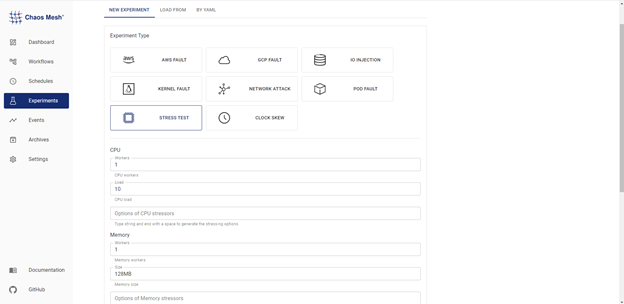 Chaos Mesh®
NEW EXPERIMENT
LOAD FROM
BY YAML
Dashboard
Workflows
Schedules
Experiments
Events
Archives
Settings
Documentation
GitHub
Experiment Type
aws
AWS FAULT
GCP FAULT
IO INJECTION
KERNEL FAULT
NETWORK ATTACK
POD FAULT
STRESS TEST
CLOCK SKEW
CPU
Workers
1
CPU workers
Load
10
CPU load
Options of CPU stressors
Type string and end with a space to generate the stress-ng options.
Memory
Workers
1
Memory workers
Size
128MB
Memory size
Options of Memory stressors